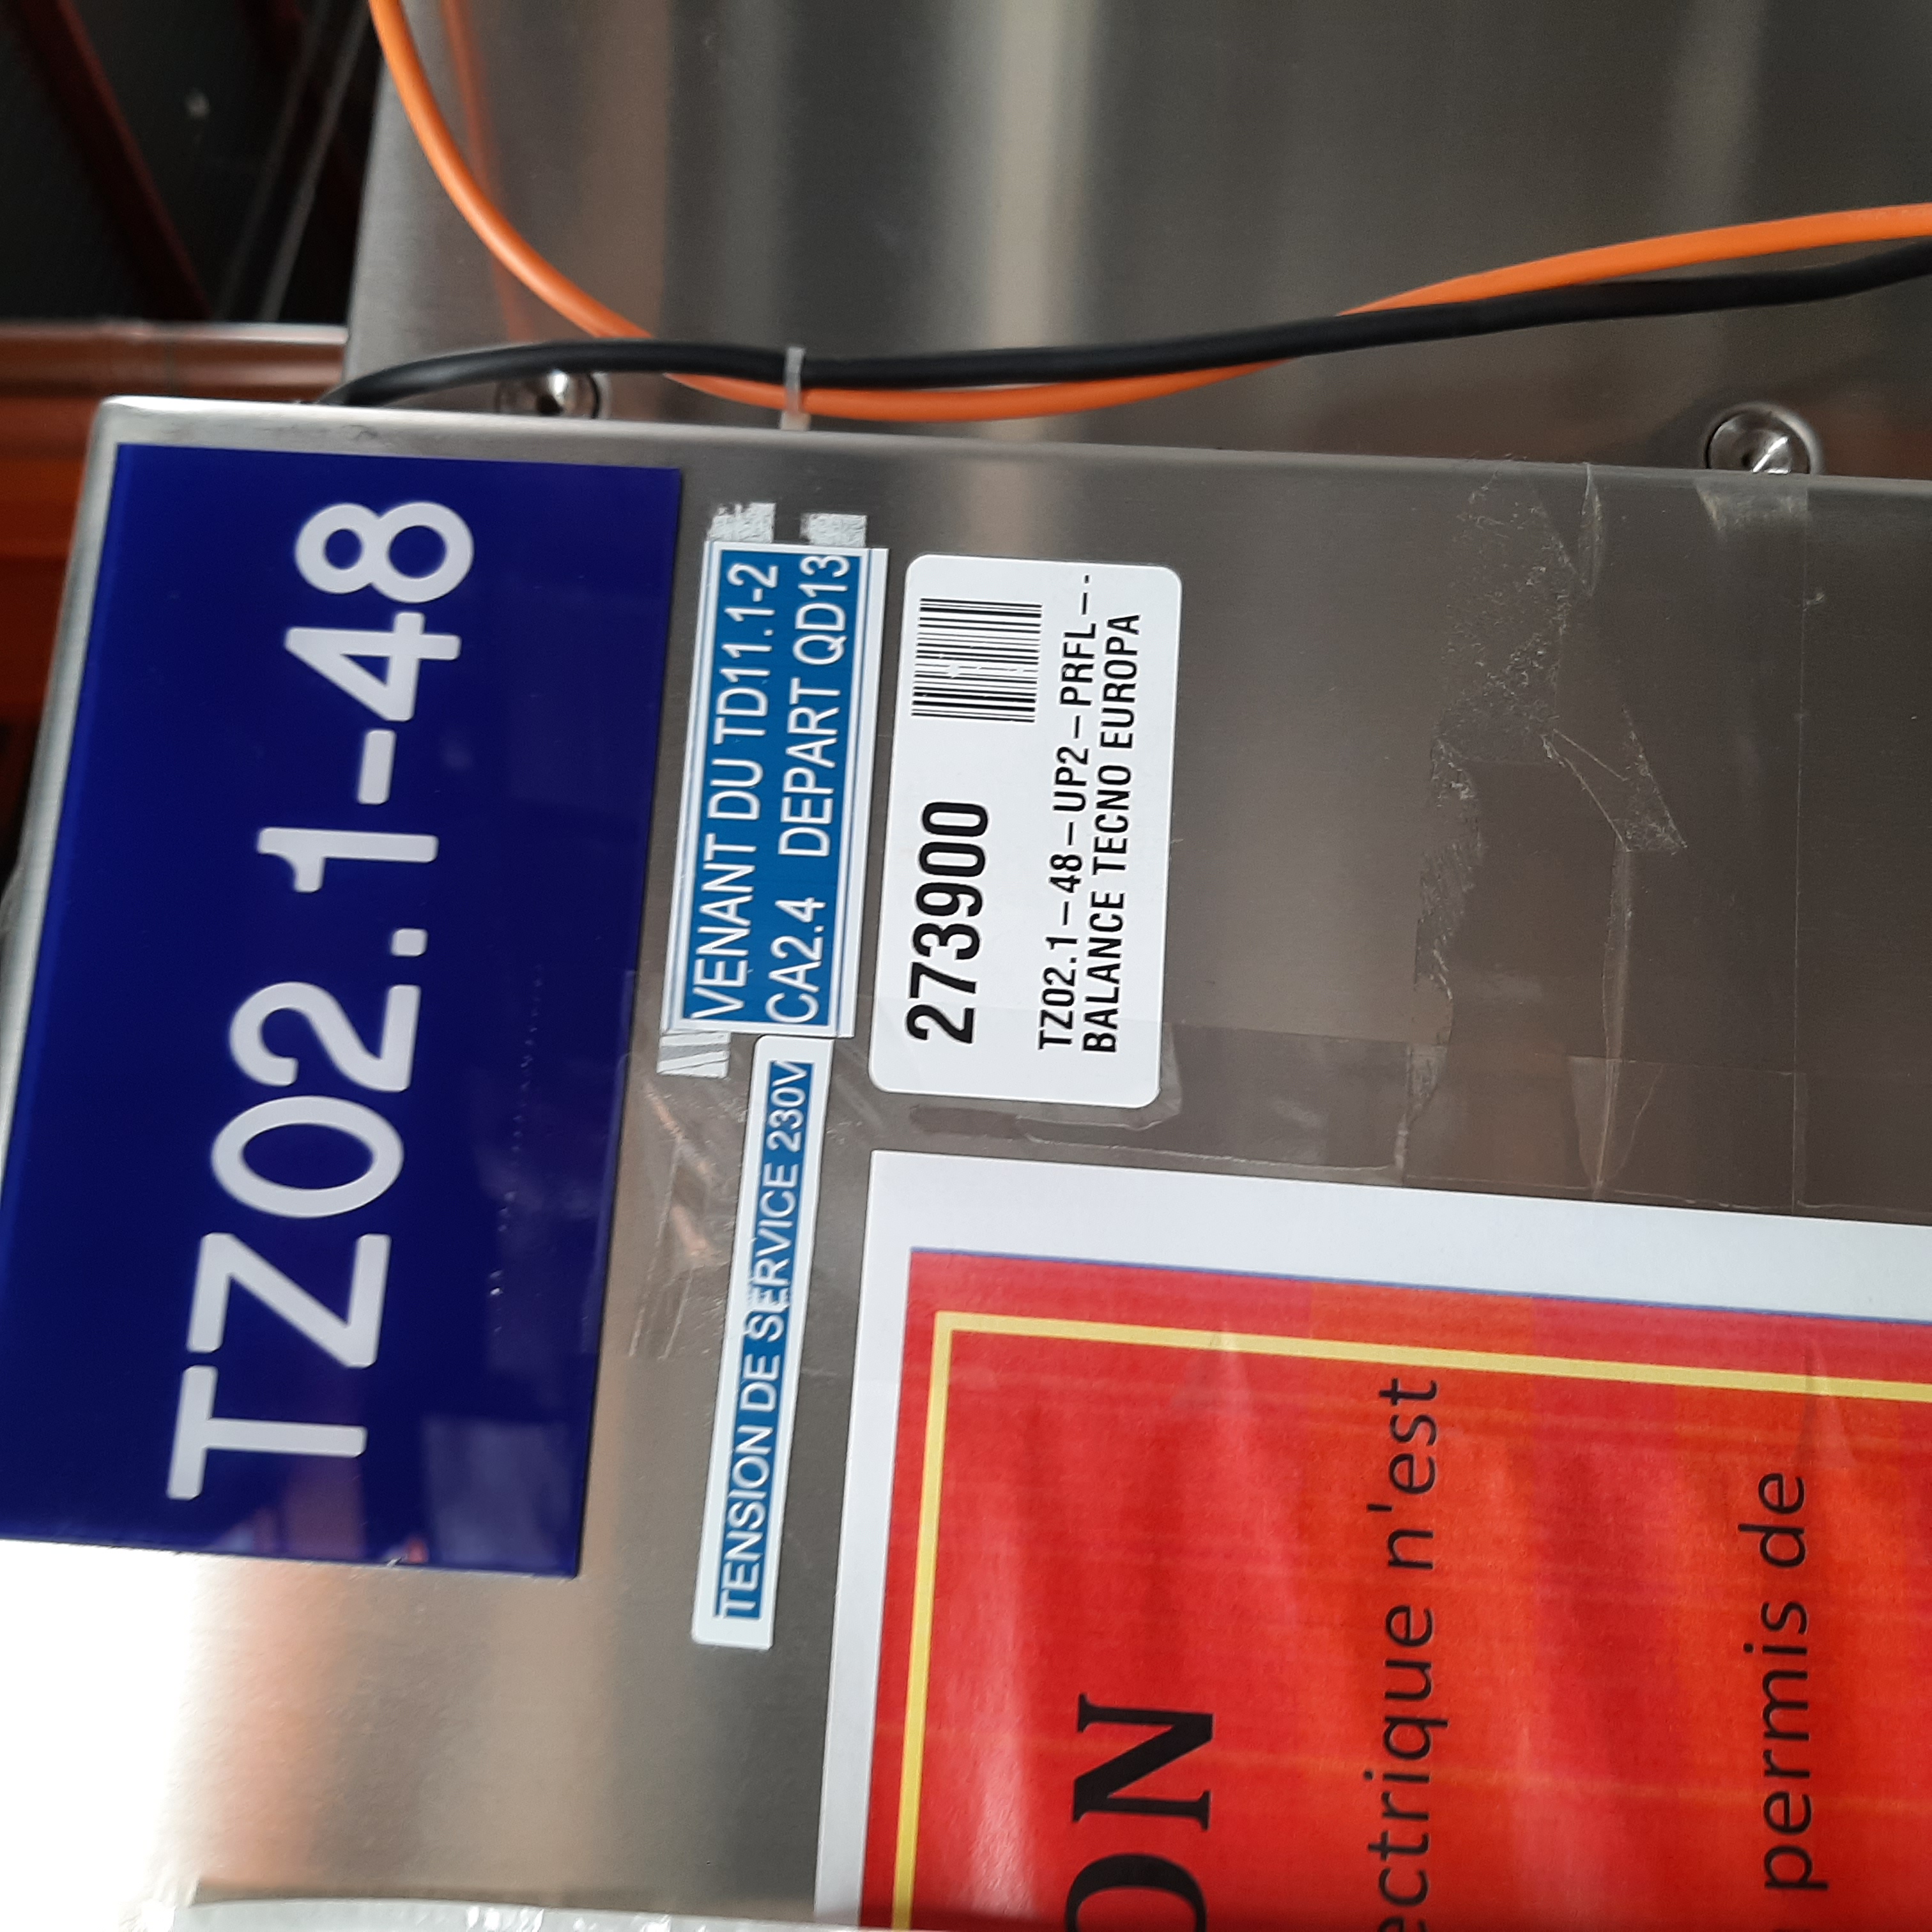 TZ02.1-48
VENANT DU TD11.1-2
CA2.4 DEPART QD13
TENSION DE SERVICE 230V
273900
TZ02.1-48-UP2-PRFL--
BALANCE TECNO EUROPA
ON
ectrique n'est
permis de